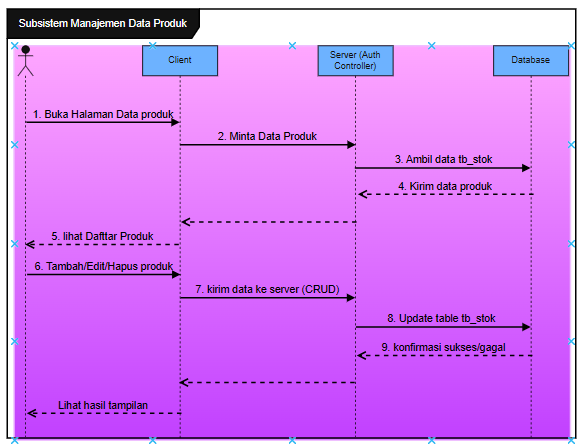 Subsistem Manajemen Data Produk
Client
Server (Auth
Controller)
Database
1. Buka Halaman Data produk
2. Minta Data Produk
3. Ambil data tb_stok
4. Kirim data produk
5. lihat Dafttar Produk
6. Tambah/Edit/Hapus produk
7. kirim data ke server (CRUD)
8. Update table tb_stok
9. konfirmasi sukses/gagal
Lihat hasil tampilan